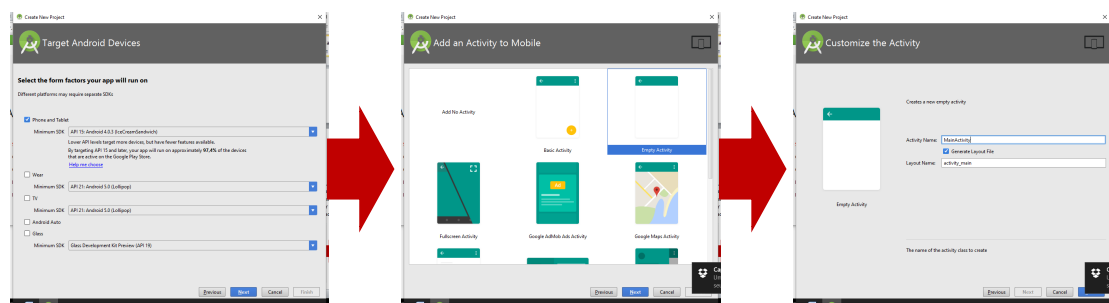 Create New Project
Target Android Devices
Select the form factors your app will run on
Different platforms may require separate SDKs
Phone and Tablet
Minimum SDK API 15: Android 4.0.3 (IceCreamSandwich)
Lower API levels target more devices, but have fewer features available.
By targeting API 15 and later, your app will run on approximately 97,4% of the devices
that are active on the Google Play Store.
Help me choose
Wear
Minimum SDK API 21: Android 5.0 (Lollipop)
TV
Minimum SDK API 21: Android 5.0 (Lollipop)
Android Auto
Glass
Minimum SDK Glass Development Kit Preview (API 19)
Previous Next Cancel Finish
Create New Project
Add an Activity to Mobile
Add No Activity
Basic Activity
Empty Activity
Fullscreen Activity
Google AdMob Ads Activity
Google Maps Activity
Previous Next Cancel
Create New Project
Customize the Activity
Creates a new empty activity
Activity Name: MainActivity
Generate Layout File
Layout Name: activity_main
Empty Activity
The name of the activity class to create
Previous Next Cancel